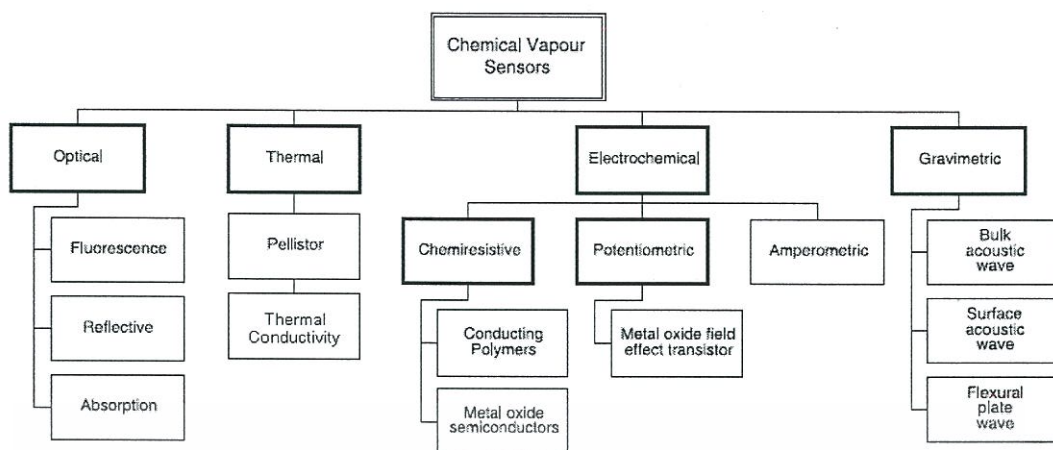 Chemical Vapour
Sensors
Optical
Thermal
Electrochemical
Gravimetric
Fluorescence
Reflective
Absorption
Pellistor
Thermal
Conductivity
Chemiresistive
Potentiometric
Amperometric
Conducting
Polymers
Metal oxide
semiconductors
Metal oxide field
effect transistor
Bulk
acoustic
wave
Surface
acoustic
wave
Flexural
plate
wave